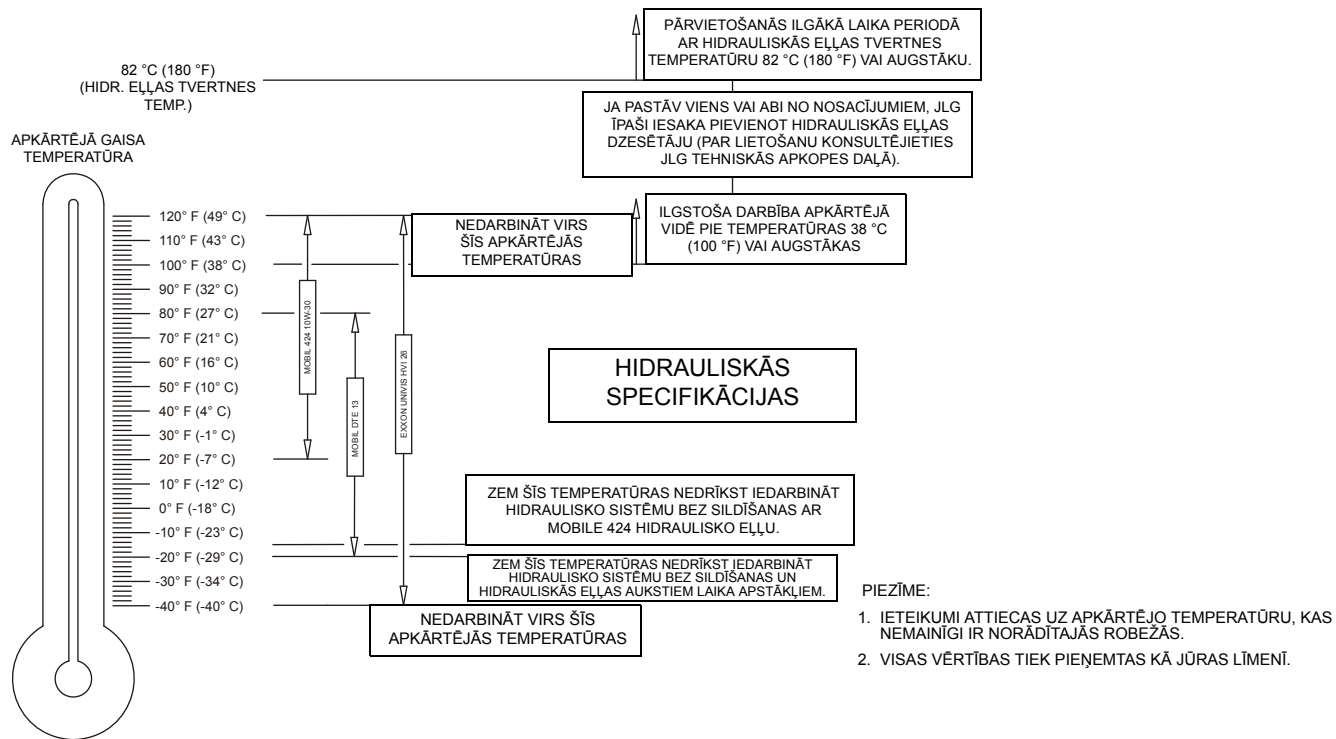 PĀRVIETOŠANĀS ILGĀKĀ LAIKA PERIODĀ
AR HIDRAULISKĀS EĻĻAS TVERTNES
TEMPERATŪRU 82 °C (180 °F) VAI AUGSTĀKU.
82 °C (180 °F)
(HIDR. EĻĻAS TVERTNES
TEMP.)
JA PASTĀV VIENS VAI ABI NO NOSACĪJUMIEM, JLG
ĪPAŠI IESAKA PIEVIENOT HIDRAULISKĀS EĻĻAS
DZESĒTĀJU (PAR LIETOŠANU KONSULTĒJIETIES
JLG TEHNISKĀS APKOPES DAĻĀ).
APKĀRTĒJĀ GAISA
TEMPERATŪRA
120° F (49° C)
110° F (43° C)
100° F (38° C)
90° F (32° C)
80° F (27° C)
70° F (21° C)
60° F (16° C)
50° F (10° C)
40° F (4° C)
30° F (-1° C)
20° F (-7° C)
10° F (-12° C)
0° F (-18° C)
-10° F (-23° C)
-20° F (-29° C)
-30° F (-34° C)
-40° F (-40° C)
MOBIL 424 10W-30
MOBIL DTE 13
EXXON UNIVIS HVI 26
NEDARBINĀT VIRS
ŠĪS APKĀRTĒJĀS
TEMPERATŪRAS
ILGSTOŠA DARBĪBA APKĀRTĒJĀ
VIDĒ PIE TEMPERATŪRAS 38 °C
(100 °F) VAI AUGSTĀKAS
HIDRAULISKĀS
SPECIFIKĀCIJAS
ZEM ŠĪS TEMPERATŪRAS NEDRĪKST IEDARBINĀT
HIDRAULISKO SISTĒMU BEZ SILDĪŠANAS AR
MOBILE 424 HIDRAULISKO EĻĻU.
ZEM ŠĪS TEMPERATŪRAS NEDRĪKST IEDARBINĀT
HIDRAULISKO SISTĒMU BEZ SILDĪŠANAS UN
HIDRAULISKĀS EĻĻAS AUKSTIEM LAIKA APSTĀKĻIEM.
NEDARBINĀT VIRS ŠĪS
APKĀRTĒJĀS TEMPERATŪRAS
PIEZĪME:
1. IETEIKUMI ATTIECAS UZ APKĀRTĒJO TEMPERATŪRU, KAS
NEMAINĪGI IR NORĀDĪTAJĀS ROBEŽĀS.
2. VISAS VĒRTĪBAS TIEK PIEŅEMTAS KĀ JŪRAS LĪMENĪ.